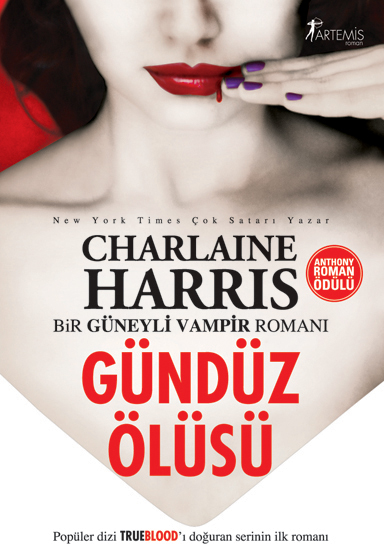 ARTEMİS
roman
New York Times Çok Satarı Yazar
CHARLAINE
HARRIS
ANTHONY
ROMAN
ÖDÜLÜ
BİR GÜNEYLİ VAMPİR ROMANI
GÜNDÜZ
ÖLÜSÜ
Popüler dizi TRUEBLOOD'ı doğuran serinin ilk romanı